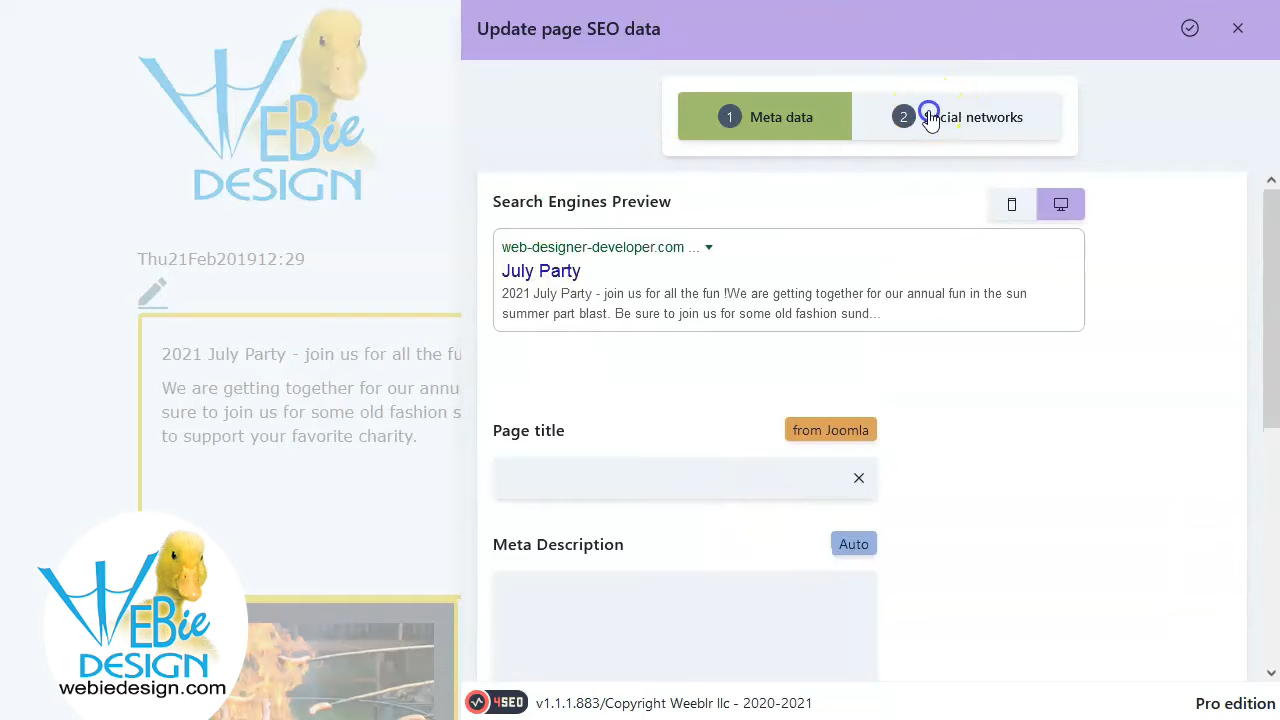 WEBie
DESIGN
Thu21Feb201912:29
2021 July Party - join us for all the fu
We are getting together for our annua
sure to join us for some old fashion s
to support your favorite charity.
WEBie
DESIGN
webiedesign.com
Update page SEO data
1 Meta data
2 cial networks
Search Engines Preview
web-designer-developer.com ...
July Party
2021 July Party - join us for all the fun !We are getting together for our annual fun in the sun
summer part blast. Be sure to join us for some old fashion sund...
Page title
from Joomla
Meta Description
Auto
4SEO v1.1.1.883/Copyright Weeblr llc - 2020-2021
Pro edition